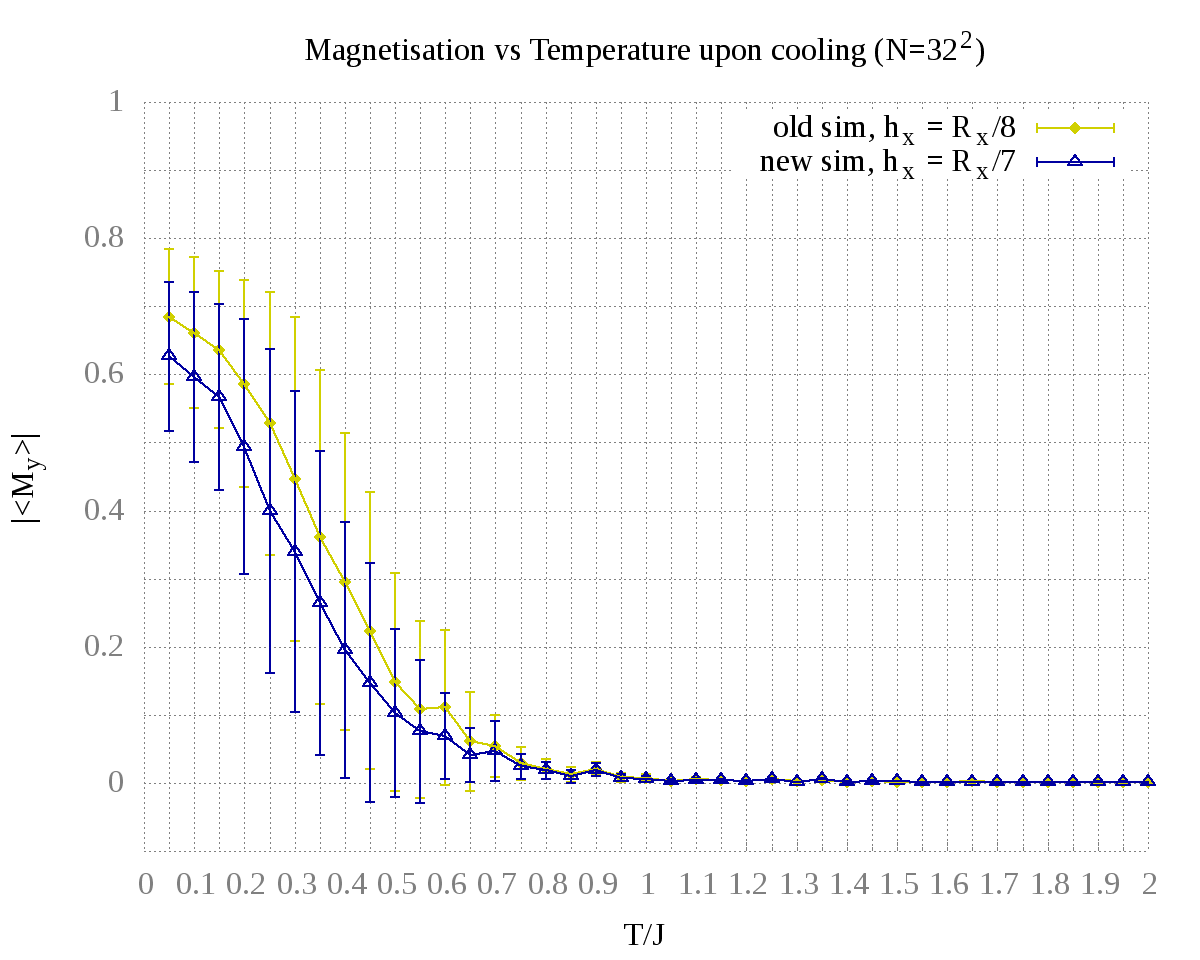 Magnetisation vs Temperature upon cooling (N=32²)
old sim, hₓ = Rₓ/8
new sim, hₓ = Rₓ/7
1
0.8
0.6
0.4
0.2
0
|<M_y>|
0 0.1 0.2 0.3 0.4 0.5 0.6 0.7 0.8 0.9 1 1.1 1.2 1.3 1.4 1.5 1.6 1.7 1.8 1.9 2
T/J